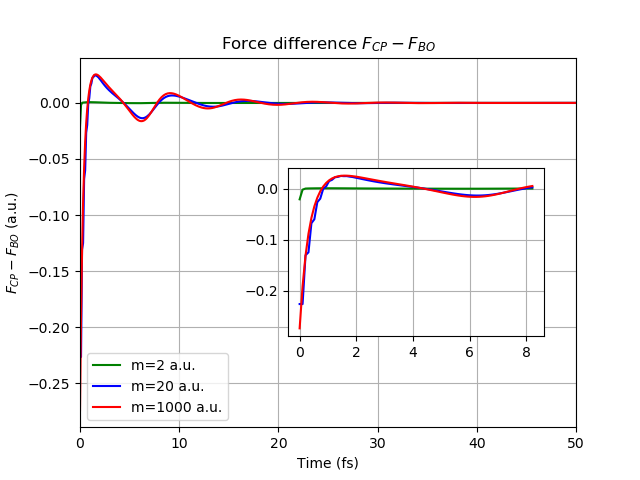 Force difference F_CP − F_BO
F_CP − F_BO (a.u.)
0.00
−0.05
−0.10
−0.15
−0.20
−0.25
0.0
−0.1
−0.2
0 2 4 6 8
m=2 a.u.
m=20 a.u.
m=1000 a.u.
0 10 20 30 40 50
Time (fs)